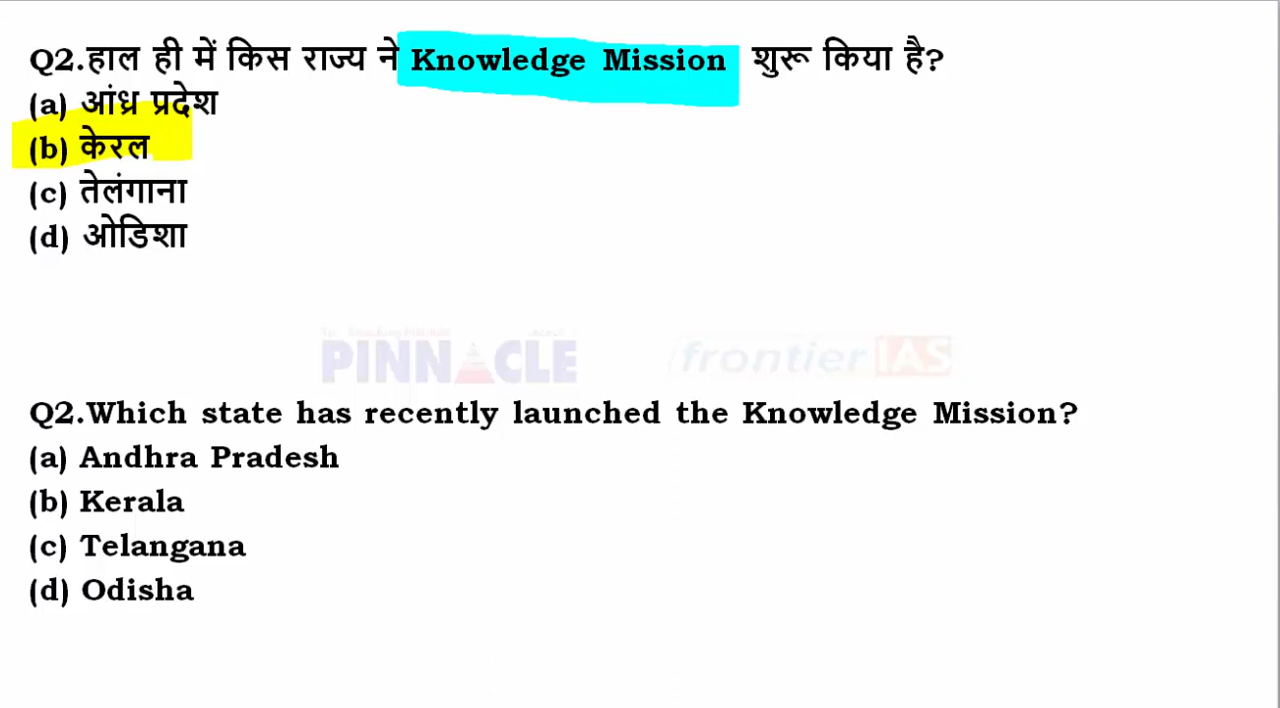 Q2.हाल ही में किस राज्य ने Knowledge Mission शुरू किया है?
(a) आंध्र प्रदेश
(b) केरल
(c) तेलंगाना
(d) ओडिशा
PINNACLE frontier IAS
Q2.Which state has recently launched the Knowledge Mission?
(a) Andhra Pradesh
(b) Kerala
(c) Telangana
(d) Odisha